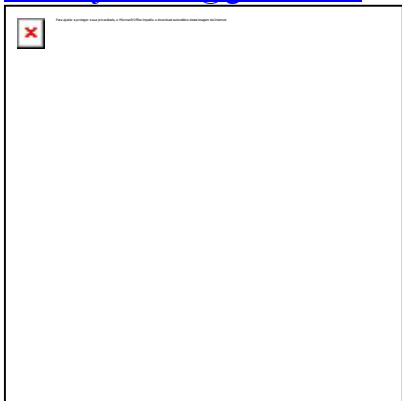 Para ajudar a proteger a sua privacidade, o Microsoft Office impediu o download automático desta imagem da Internet.